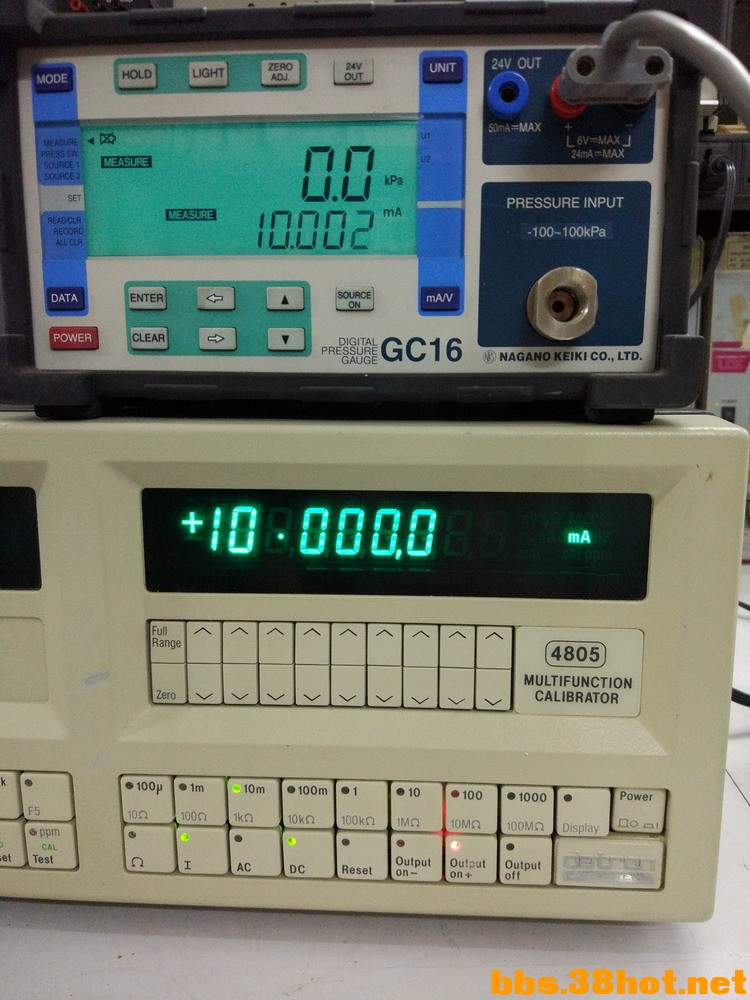 MODE
HOLD
LIGHT
ZERO ADJ.
24V OUT
UNIT
24V OUT
50mA⎓MAX
+ -
6V⎓MAX
24mA⎓MAX
MEASURE
PRESS SW.
SOURCE 1
SOURCE 2
SET
READ/CLR
RECORD
ALL CLR
MEASURE
0.0 kPa
MEASURE
10.002 mA
U1
U2
PRESSURE INPUT
-100~100kPa
DATA
ENTER
⇦
▲
SOURCE ON
mA/V
POWER
CLEAR
⇨
▼
DIGITAL
PRESSURE
GAUGE
GC16
NAGANO KEIKI CO., LTD.
+10.000,0 mA
Full Range
Zero
4805
MULTIFUNCTION
CALIBRATOR
F5
100µ
10Ω
1m
100Ω
10m
1kΩ
100m
10kΩ
1
100kΩ
10
1MΩ
100
10MΩ
1000
100MΩ
Display
Power
ppm
CAL
Test
Ω
I
AC
DC
Reset
Output on-
Output on+
Output off
datron
bbs.38hot.net